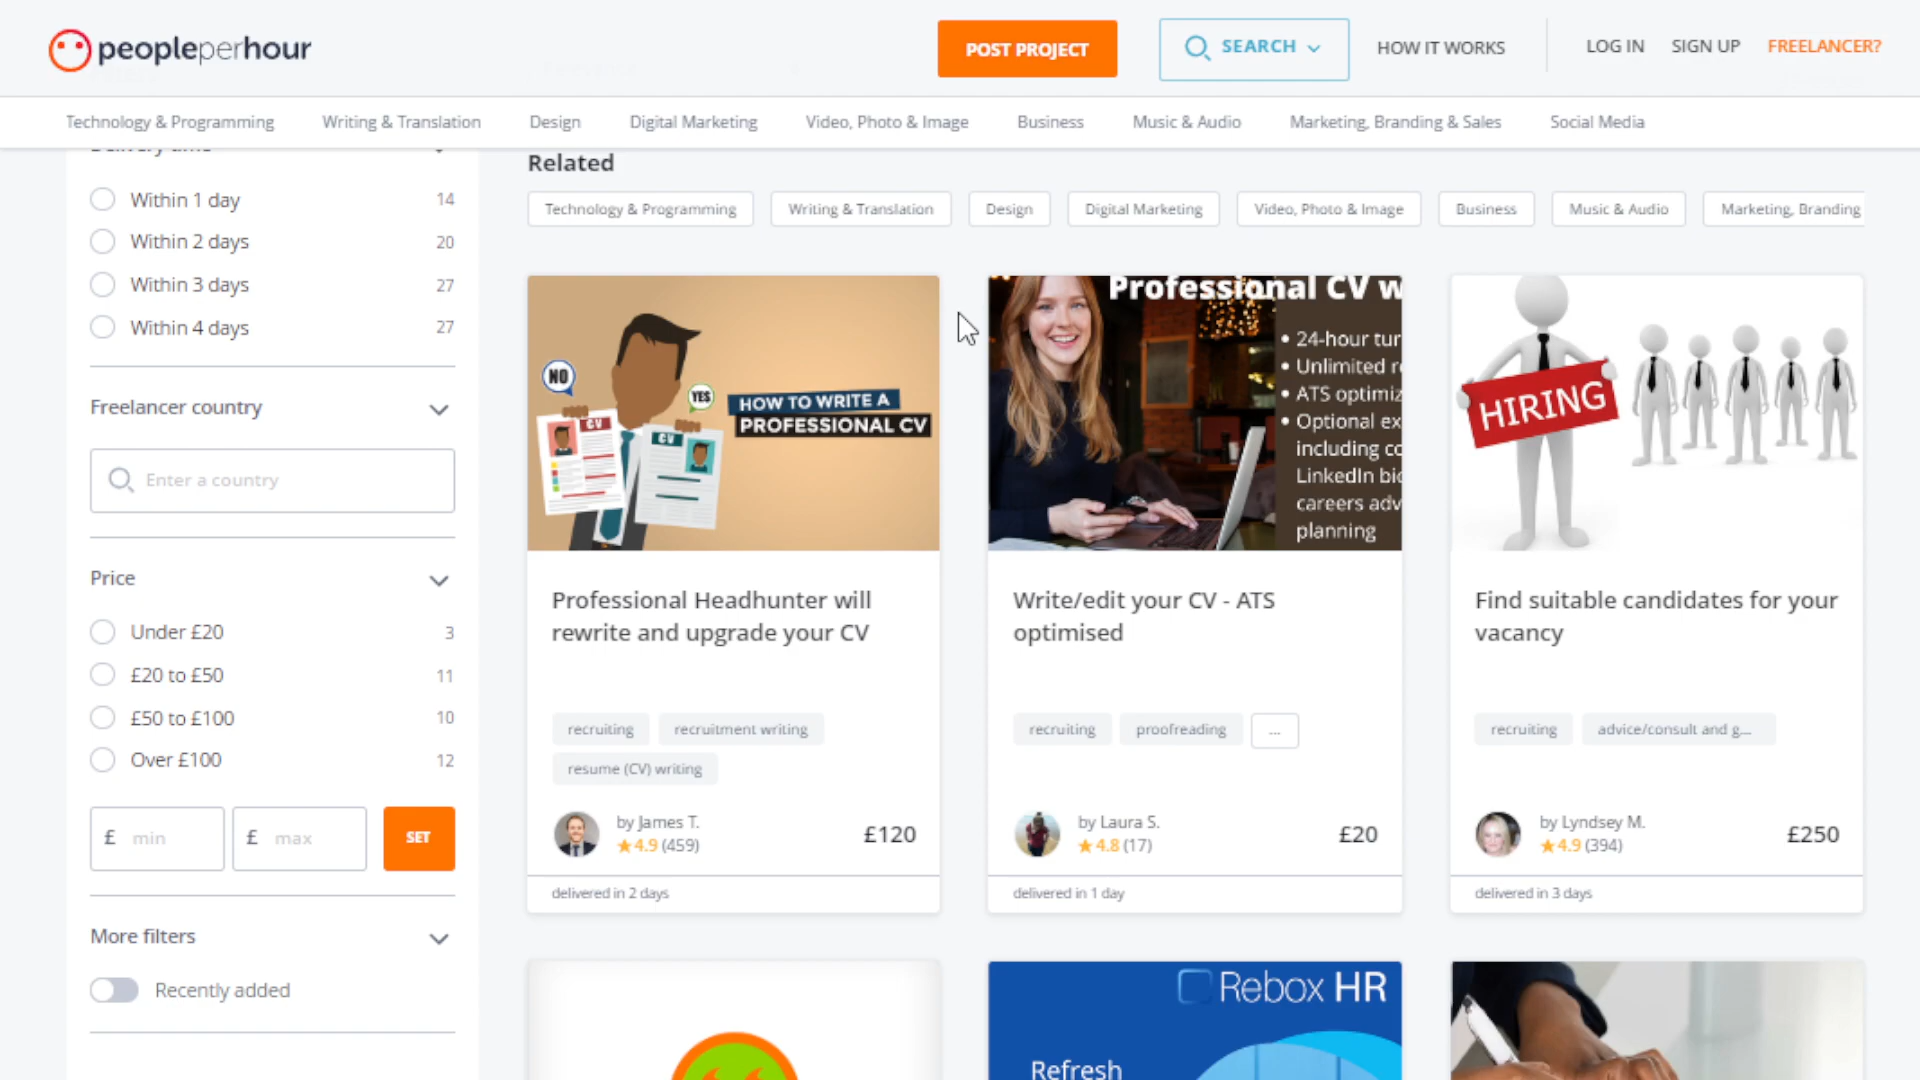 peopleperhour
POST PROJECT
SEARCH
HOW IT WORKS
LOG IN
SIGN UP
FREELANCER?
Technology & Programming
Writing & Translation
Design
Digital Marketing
Video, Photo & Image
Business
Music & Audio
Marketing, Branding & Sales
Social Media
Within 1 day 14
Within 2 days 20
Within 3 days 27
Within 4 days 27
Freelancer country
Enter a country
Price
Under £20 3
£20 to £50 11
£50 to £100 10
Over £100 12
£ min
£ max
SET
More filters
Recently added
Related
Technology & Programming
Writing & Translation
Design
Digital Marketing
Video, Photo & Image
Business
Music & Audio
Marketing, Branding
NO
YES
CV
CV
HOW TO WRITE A
PROFESSIONAL CV
Professional Headhunter will
rewrite and upgrade your CV
recruiting
recruitment writing
resume (CV) writing
by James T.
4.9 (459)
£120
delivered in 2 days
Professional CV w
• 24-hour tur
• Unlimited r
• ATS optimiz
• Optional ex
including co
LinkedIn bio
careers adv
planning
Write/edit your CV - ATS
optimised
recruiting
proofreading
...
by Laura S.
4.8 (17)
£20
delivered in 1 day
HIRING
Find suitable candidates for your
vacancy
recruiting
advice/consult and g...
by Lyndsey M.
4.9 (394)
£250
delivered in 3 days
Rebox HR
Refresh